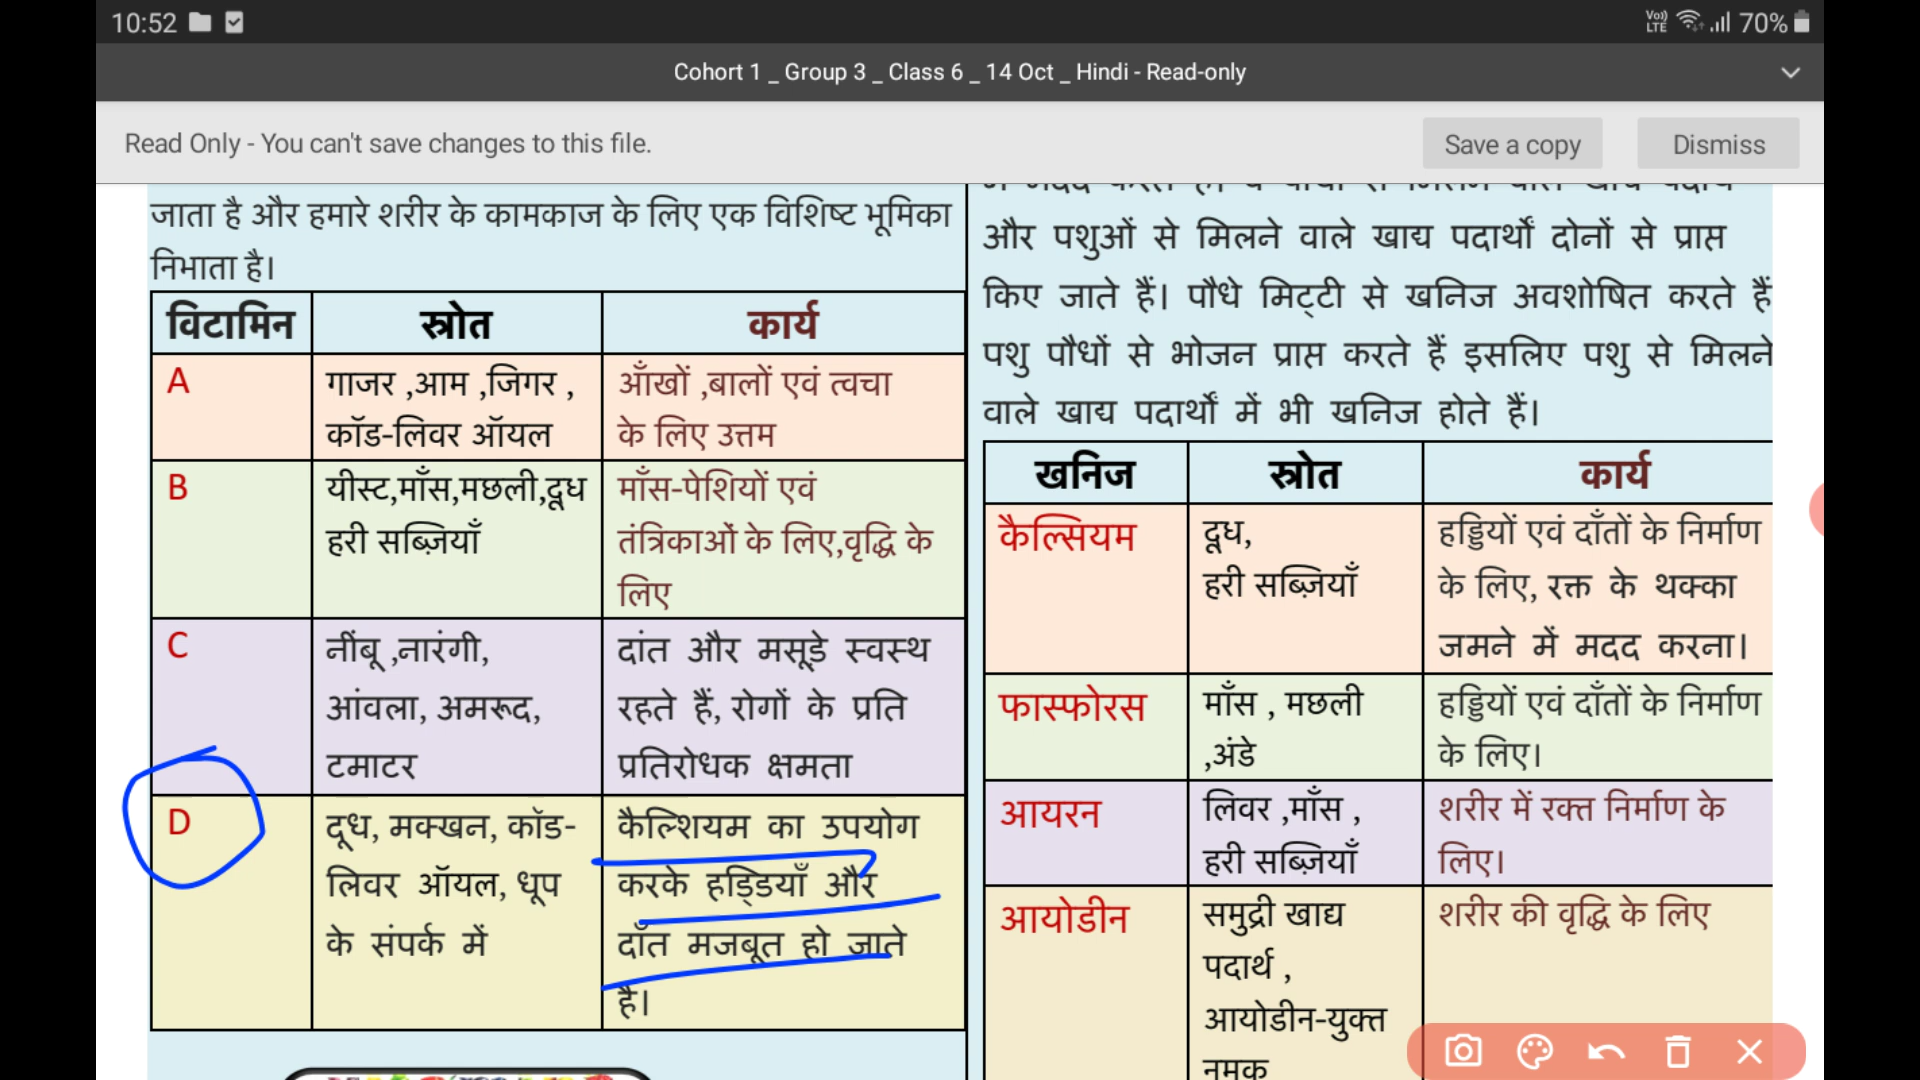 10:52
Vo)) LTE 70%
Cohort 1 _ Group 3 _ Class 6 _ 14 Oct _ Hindi - Read-only
Read Only - You can't save changes to this file.
Save a copy
Dismiss
जाता है और हमारे शरीर के कामकाज के लिए एक विशिष्ट भूमिका
निभाता है।
विटामिन स्रोत कार्य
A
गाजर ,आम ,जिगर ,
कॉड-लिवर ऑयल
आँखों ,बालों एवं त्वचा
के लिए उत्तम
B
यीस्ट,माँस,मछली,दूध
हरी सब्ज़ियाँ
माँस-पेशियों एवं
तंत्रिकाओं के लिए,वृद्धि के
लिए
C
नींबू ,नारंगी,
आंवला, अमरूद,
टमाटर
दांत और मसूड़े स्वस्थ
रहते हैं, रोगों के प्रति
प्रतिरोधक क्षमता
D
दूध, मक्खन, कॉड-
लिवर ऑयल, धूप
के संपर्क में
कैल्शियम का उपयोग
करके हड्डियाँ और
दाँत मजबूत हो जाते
है।
और पशुओं से मिलने वाले खाद्य पदार्थों दोनों से प्राप्त
किए जाते हैं। पौधे मिट्टी से खनिज अवशोषित करते हैं
पशु पौधों से भोजन प्राप्त करते हैं इसलिए पशु से मिलने
वाले खाद्य पदार्थों में भी खनिज होते हैं।
खनिज स्रोत कार्य
कैल्सियम
दूध,
हरी सब्ज़ियाँ
हड्डियों एवं दाँतों के निर्माण
के लिए, रक्त के थक्का
जमने में मदद करना।
फास्फोरस
माँस , मछली
,अंडे
हड्डियों एवं दाँतों के निर्माण
के लिए।
आयरन
लिवर ,माँस ,
हरी सब्ज़ियाँ
शरीर में रक्त निर्माण के
लिए।
आयोडीन
समुद्री खाद्य
पदार्थ ,
आयोडीन-युक्त
नमक
शरीर की वृद्धि के लिए